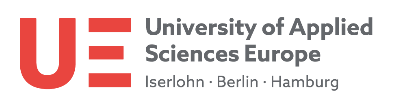 UE
University of Applied
Sciences Europe
Iserlohn · Berlin · Hamburg